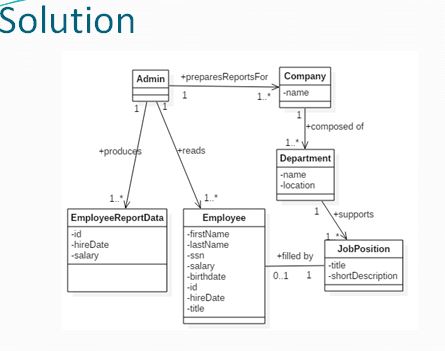 Solution
Admin
+preparesReportsFor
Company
-name
1
1..*
1
1
1
+composed of
+produces
+reads
1..*
Department
-name
-location
1..*
1..*
1
+supports
EmployeeReportData
-id
-hireDate
-salary
Employee
-firstName
-lastName
-ssn
-salary
-birthdate
-id
-hireDate
-title
1..*
+filled by
0..1
1
JobPosition
-title
-shortDescription